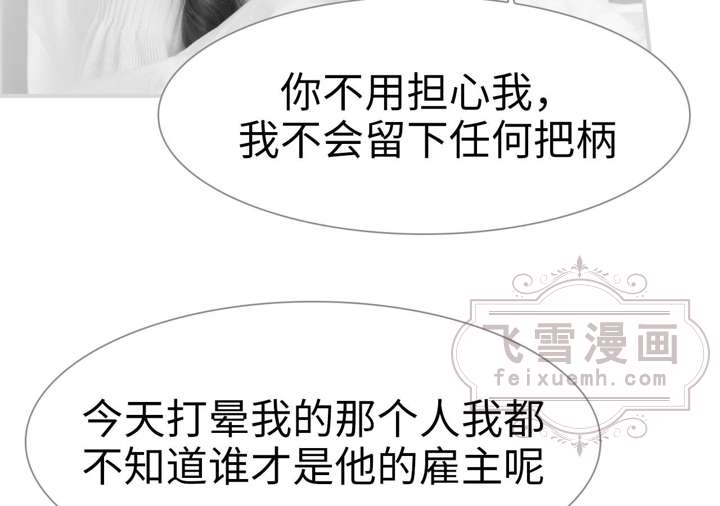 你不用担心我，
我不会留下任何把柄
飞雪漫画
feixuemh.com
今天打晕我的那个人我都
不知道谁才是他的雇主呢